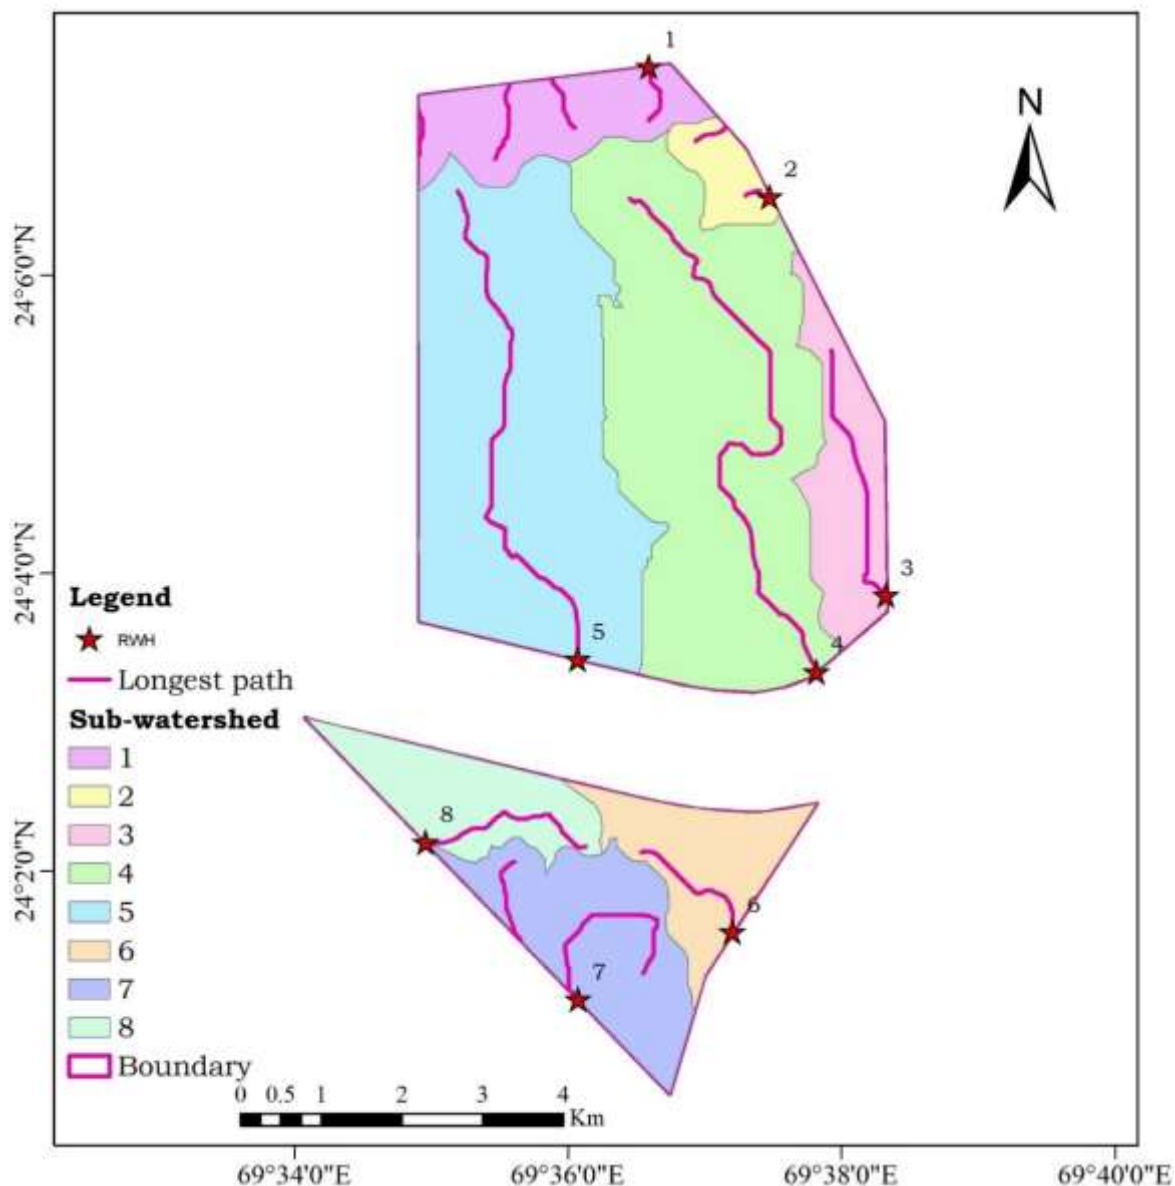 1
N
2
24°6'0"N
24°4'0"N
3
Legend
RWH
5
4
Longest path
Sub-watershed
1
2
3
4
5
6
7
8
Boundary
8
24°2'0"N
6
7
0 0.5 1 2 3 4
Km
69°34'0"E 69°36'0"E 69°38'0"E 69°40'0"E